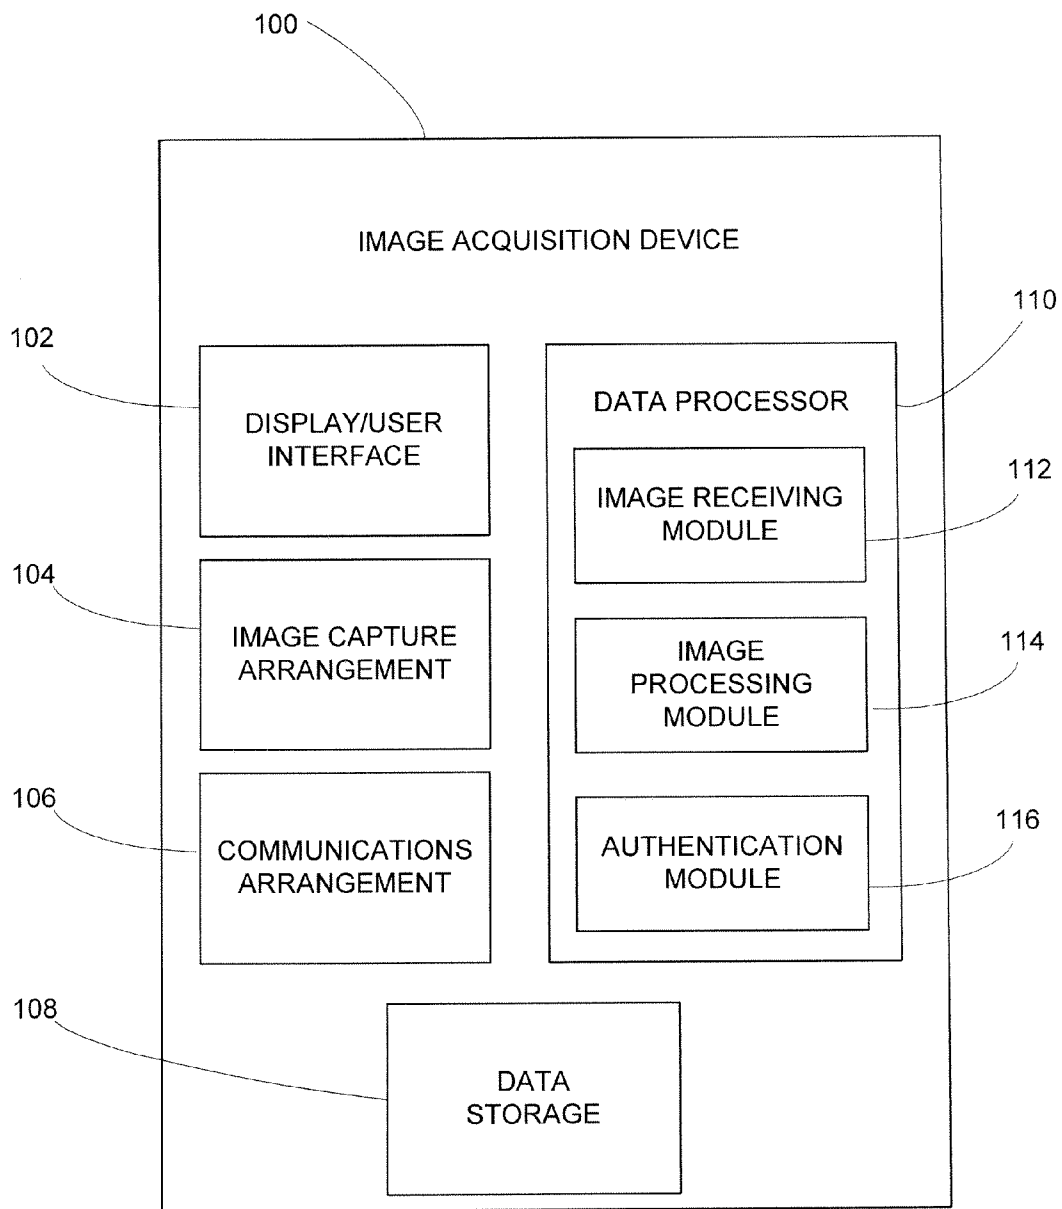 100
IMAGE ACQUISITION DEVICE
110
102
DISPLAY/USER
INTERFACE
DATA PROCESSOR
IMAGE RECEIVING
MODULE
112
104
IMAGE CAPTURE
ARRANGEMENT
IMAGE
PROCESSING
MODULE
114
106
COMMUNICATIONS
ARRANGEMENT
AUTHENTICATION
MODULE
116
108
DATA
STORAGE